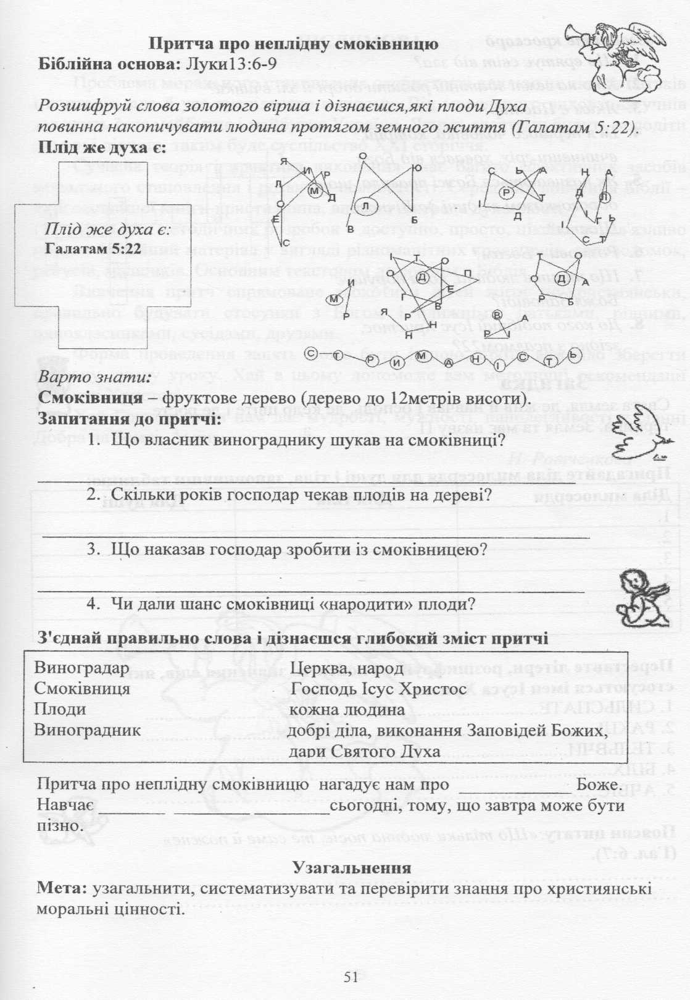 Притча про неплідну смоківницю
Біблійна основа: Луки13:6-9
Розшифруй слова золотого вірша і дізнаєшся,які плоди Духа
повинна накопичувати людина протягом земного життя (Галатам 5:22).
Плід же духа є:
Плід же духа є:
Галатам 5:22
Я И Р Л М Д О Е С
О Ю Л В Б
С Ь А Р І Т Д
Н А Д Л І Г Ь І С Т
И М Р
І Т О О Д П Г Е В Я Р Н Н
Т О О Д А Р Б
В А Р І
С Т Р И М А Н І С Т Ь
Варто знати:
Смоківниця – фруктове дерево (дерево до 12метрів висоти).
Запитання до притчі:
1. Що власник винограднику шукав на смоківниці?
2. Скільки років господар чекав плодів на дереві?
3. Що наказав господар зробити із смоківницею?
4. Чи дали шанс смоківниці «народити» плоди?
З'єднай правильно слова і дізнаєшся глибокий зміст притчі
Виноградар Церква, народ
Смоківниця Господь Ісус Христос
Плоди кожна людина
Виноградник добрі діла, виконання Заповідей Божих,
дари Святого Духа
Притча про неплідну смоківницю нагадує нам про ____________ Боже.
Навчає _______ ________ ________сьогодні, тому, що завтра може бути
пізно.
Узагальнення
Мета: узагальнити, систематизувати та перевірити знання про християнські
моральні цінності.
51